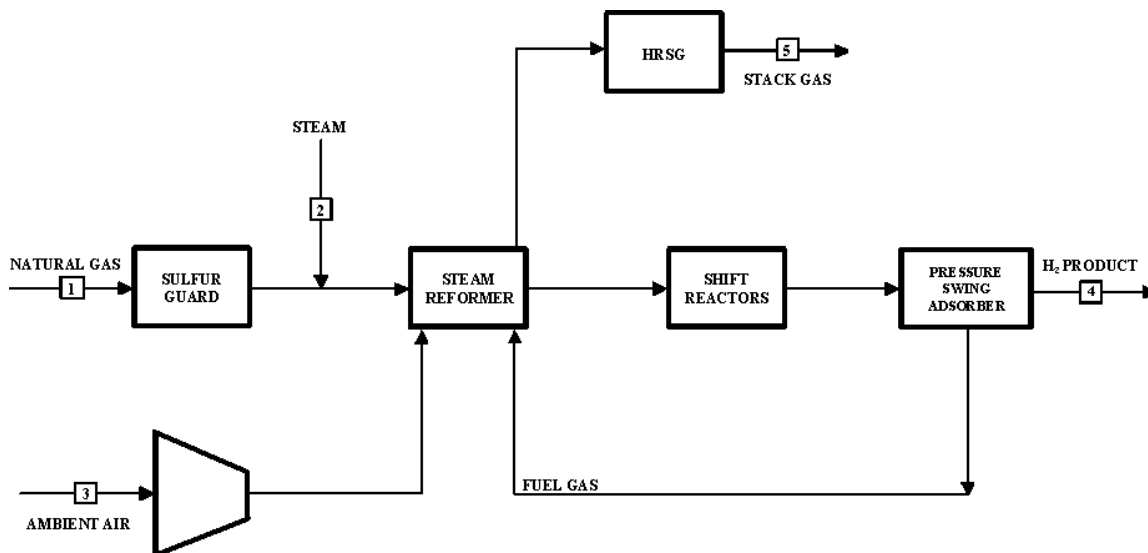 HRSG
5
STACK GAS
STEAM
2
NATURAL GAS
1
SULFUR
GUARD
STEAM
REFORMER
SHIFT
REACTORS
PRESSURE
SWING
ADSORBER
H₂ PRODUCT
4
3
AMBIENT AIR
FUEL GAS